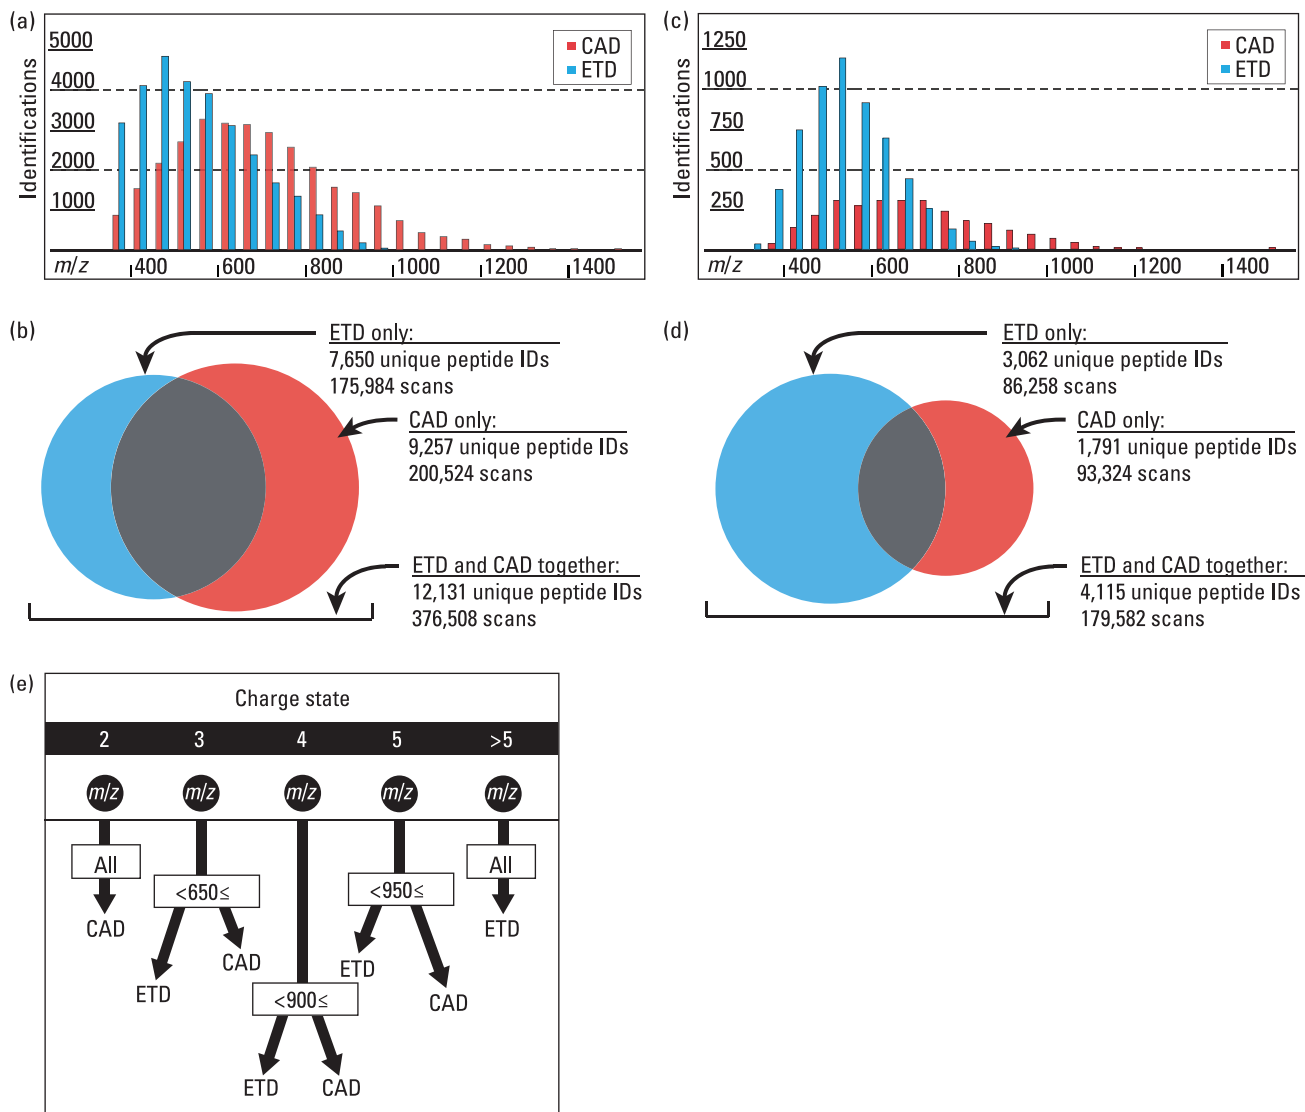 (a)
Identifications
5000
4000
3000
2000
1000
CAD
ETD
m/z 400 600 800 1000 1200 1400
(c)
Identifications
1250
1000
750
500
250
CAD
ETD
m/z 400 600 800 1000 1200 1400
(b)
ETD only:
7,650 unique peptide IDs
175,984 scans
CAD only:
9,257 unique peptide IDs
200,524 scans
ETD and CAD together:
12,131 unique peptide IDs
376,508 scans
(d)
ETD only:
3,062 unique peptide IDs
86,258 scans
CAD only:
1,791 unique peptide IDs
93,324 scans
ETD and CAD together:
4,115 unique peptide IDs
179,582 scans
(e)
Charge state
2 3 4 5 >5
m/z m/z m/z m/z m/z
All
CAD
<650≤
ETD
CAD
<900≤
ETD
CAD
<950≤
ETD
CAD
All
ETD